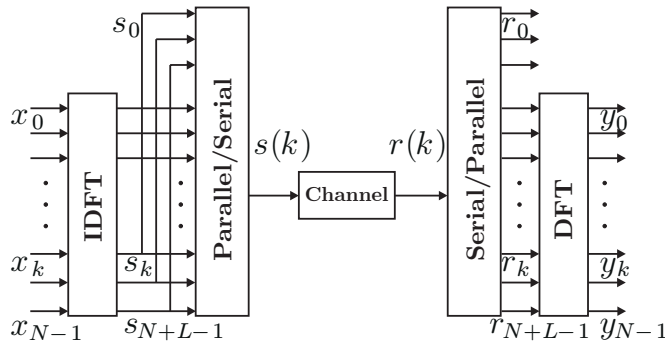 s_0
r_0
x_0
y_0
IDFT
Parallel/Serial
s(k)
Channel
r(k)
Serial/Parallel
DFT
x_k
s_k
r_k
y_k
x_{N-1}
s_{N+L-1}
r_{N+L-1}
y_{N-1}